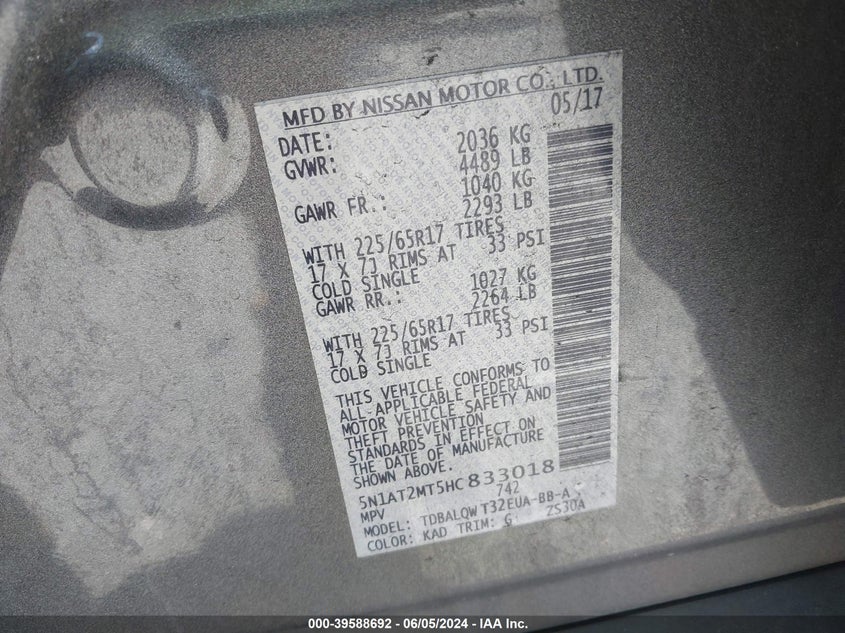 MFD BY NISSAN MOTOR CO., LTD.
DATE: 05/17
GVWR: 2036 KG
4489 LB
GAWR FR.: 1040 KG
2293 LB
WITH 225/65R17 TIRES
17 X 7J RIMS AT 33 PSI
COLD SINGLE
GAWR RR.: 1027 KG
2264 LB
WITH 225/65R17 TIRES
17 X 7J RIMS AT 33 PSI
COLD SINGLE
THIS VEHICLE CONFORMS TO
ALL APPLICABLE FEDERAL
MOTOR VEHICLE SAFETY AND
THEFT PREVENTION
STANDARDS IN EFFECT ON
THE DATE OF MANUFACTURE
SHOWN ABOVE.
5N1AT2MT5HC833018
MPV 742
MODEL: TDBALQWT32EUA-BB-A
COLOR: KAD TRIM: G ZS30A
000-39588692 - 06/05/2024 - IAA Inc.